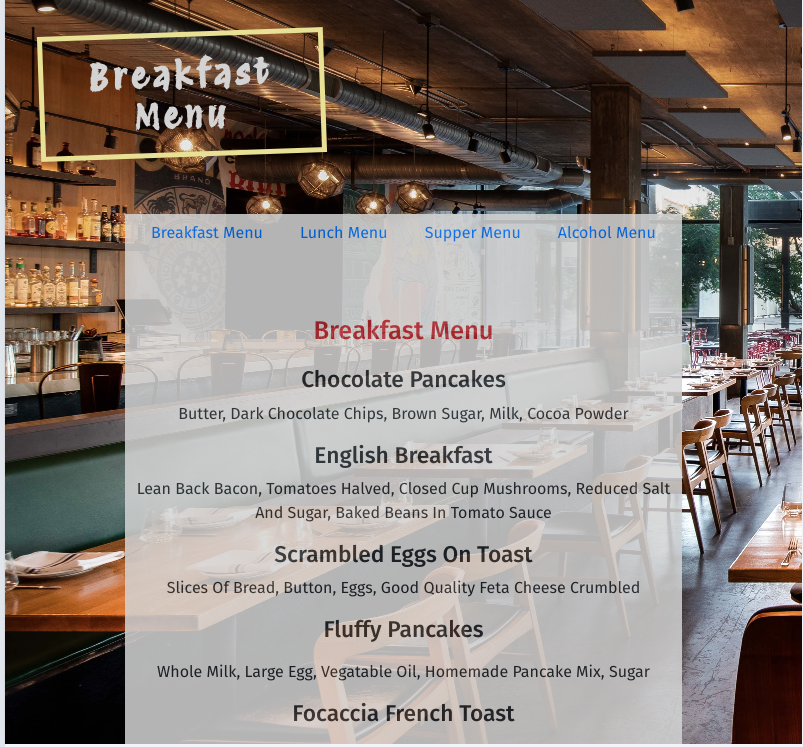 Breakfast
Menu
BRAND
Breakfast Menu Lunch Menu Supper Menu Alcohol Menu
Breakfast Menu
Chocolate Pancakes
Butter, Dark Chocolate Chips, Brown Sugar, Milk, Cocoa Powder
English Breakfast
Lean Back Bacon, Tomatoes Halved, Closed Cup Mushrooms, Reduced Salt
And Sugar, Baked Beans In Tomato Sauce
Scrambled Eggs On Toast
Slices Of Bread, Button, Eggs, Good Quality Feta Cheese Crumbled
Fluffy Pancakes
Whole Milk, Large Egg, Vegatable Oil, Homemade Pancake Mix, Sugar
Focaccia French Toast